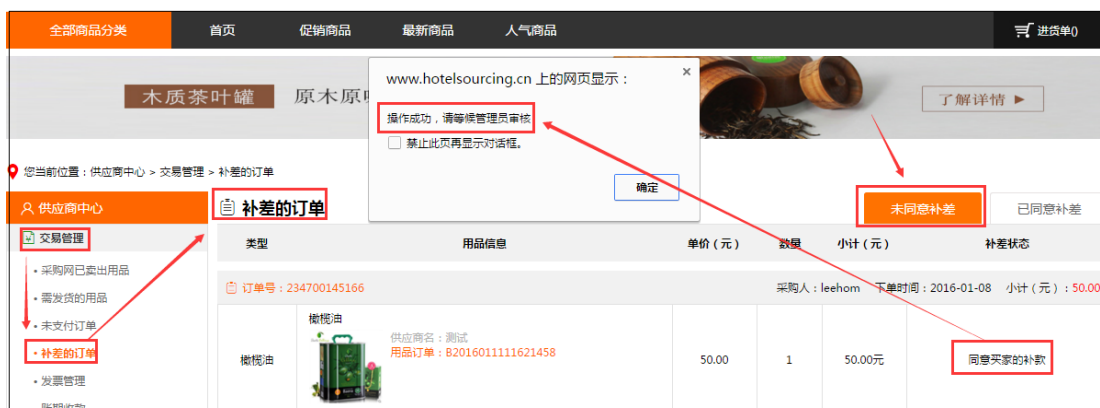 全部商品分类 首页 促销商品 最新商品 人气商品 进货单()
www.hotelsourcing.cn 上的网页显示： ×
木质茶叶罐 原木原 了解详情 ►
操作成功，请等候管理员审核
禁止此页再显示对话框。
您当前位置：供应商中心 > 交易管理 > 补差的订单
确定
供应商中心 补差的订单 未同意补差 已同意补差
交易管理 类型 用品信息 单价（元） 数量 小计（元） 补差状态
• 采购网已卖出用品
订单号：234700145166 采购人：leehom 下单时间：2016-01-08 小计（元）：50.00
• 需发货的用品
• 未支付订单 橄榄油
供应商名：测试
• 补差的订单 橄榄油 用品订单：B2016011111621458 50.00 1 50.00元 同意买家的补款
• 发票管理